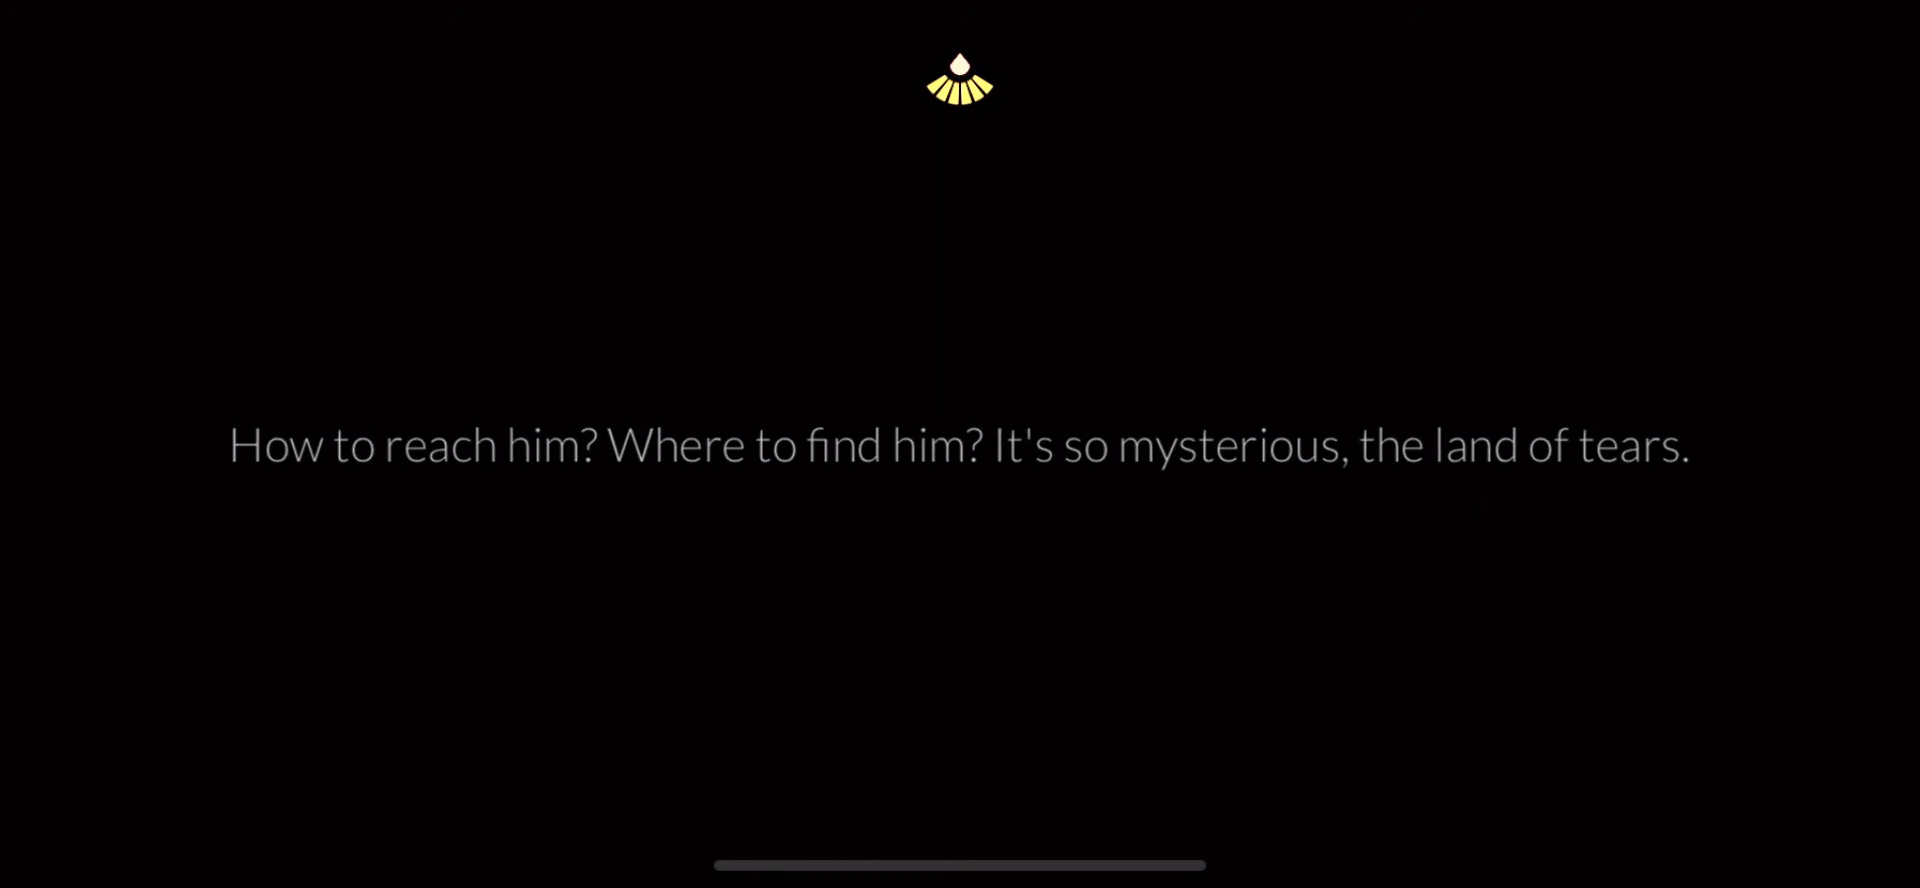 How to reach him? Where to find him? It's so mysterious, the land of tears.